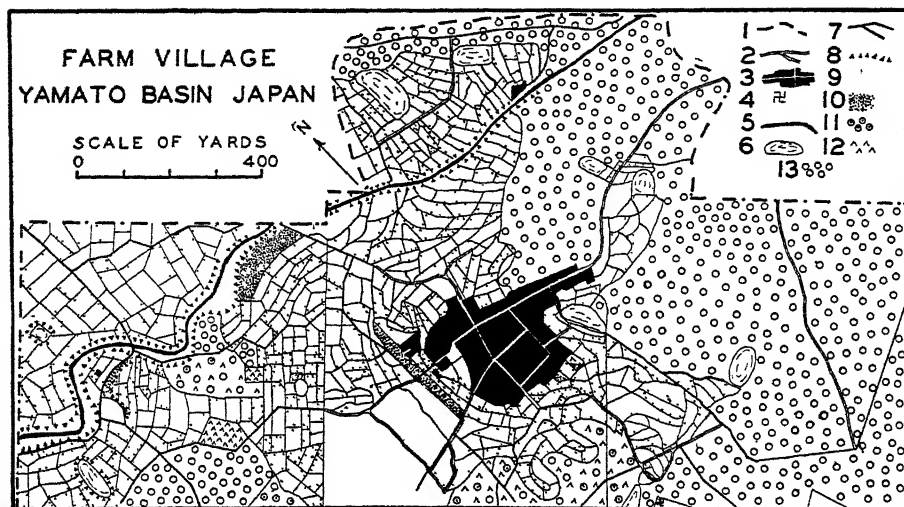 FARM VILLAGE
YAMATO BASIN JAPAN
SCALE OF YARDS
0 400
N
1 7
2 8
3 9
4 卍 10
5 11
6 12
13